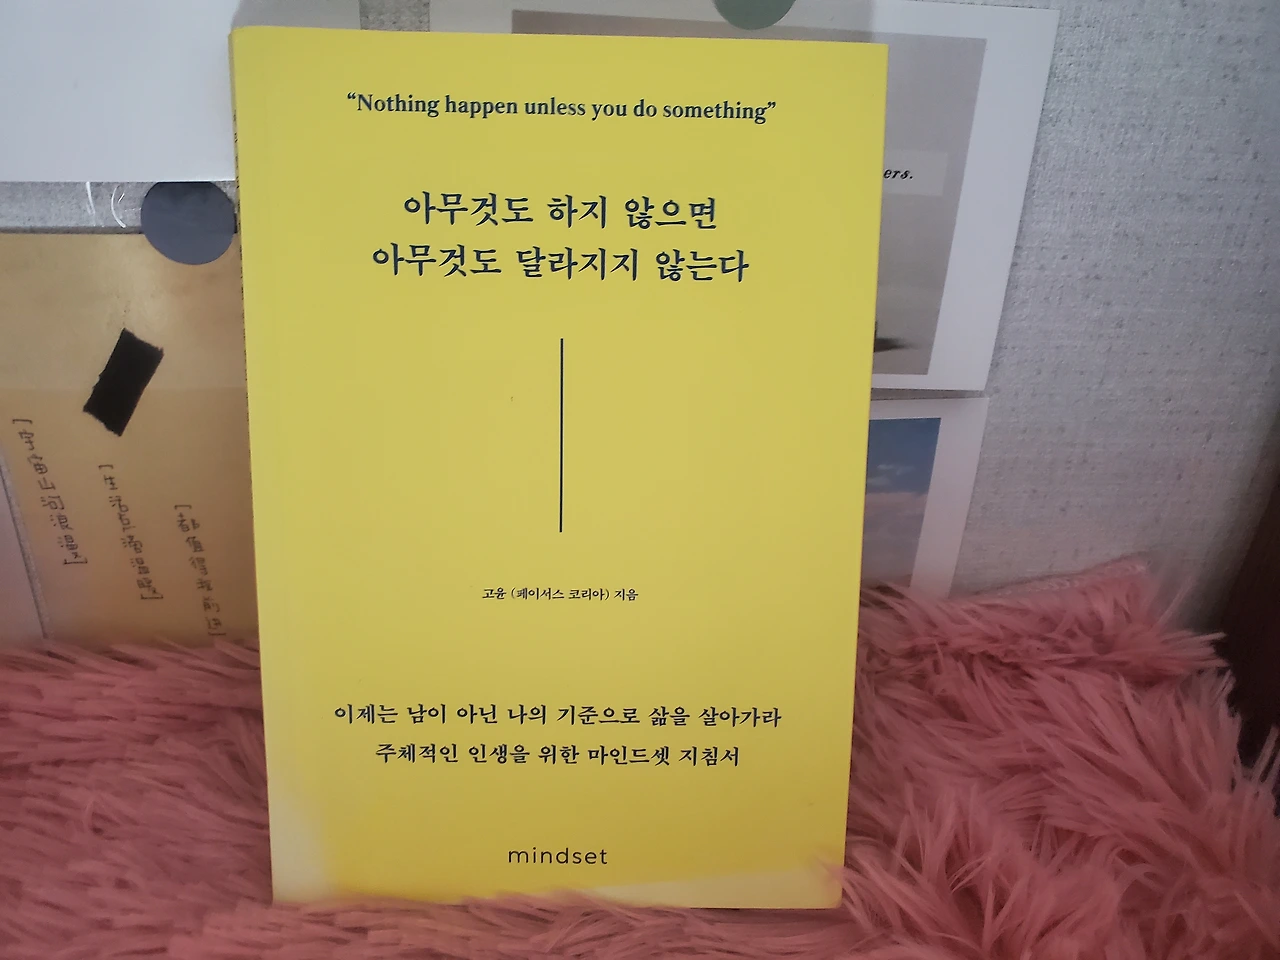 “Nothing happen unless you do something”
아무것도 하지 않으면
아무것도 달라지지 않는다
고윤 (페이서스 코리아) 지음
이제는 남이 아닌 나의 기준으로 삶을 살아가라
주체적인 인생을 위한 마인드셋 지침서
mindset
ers.